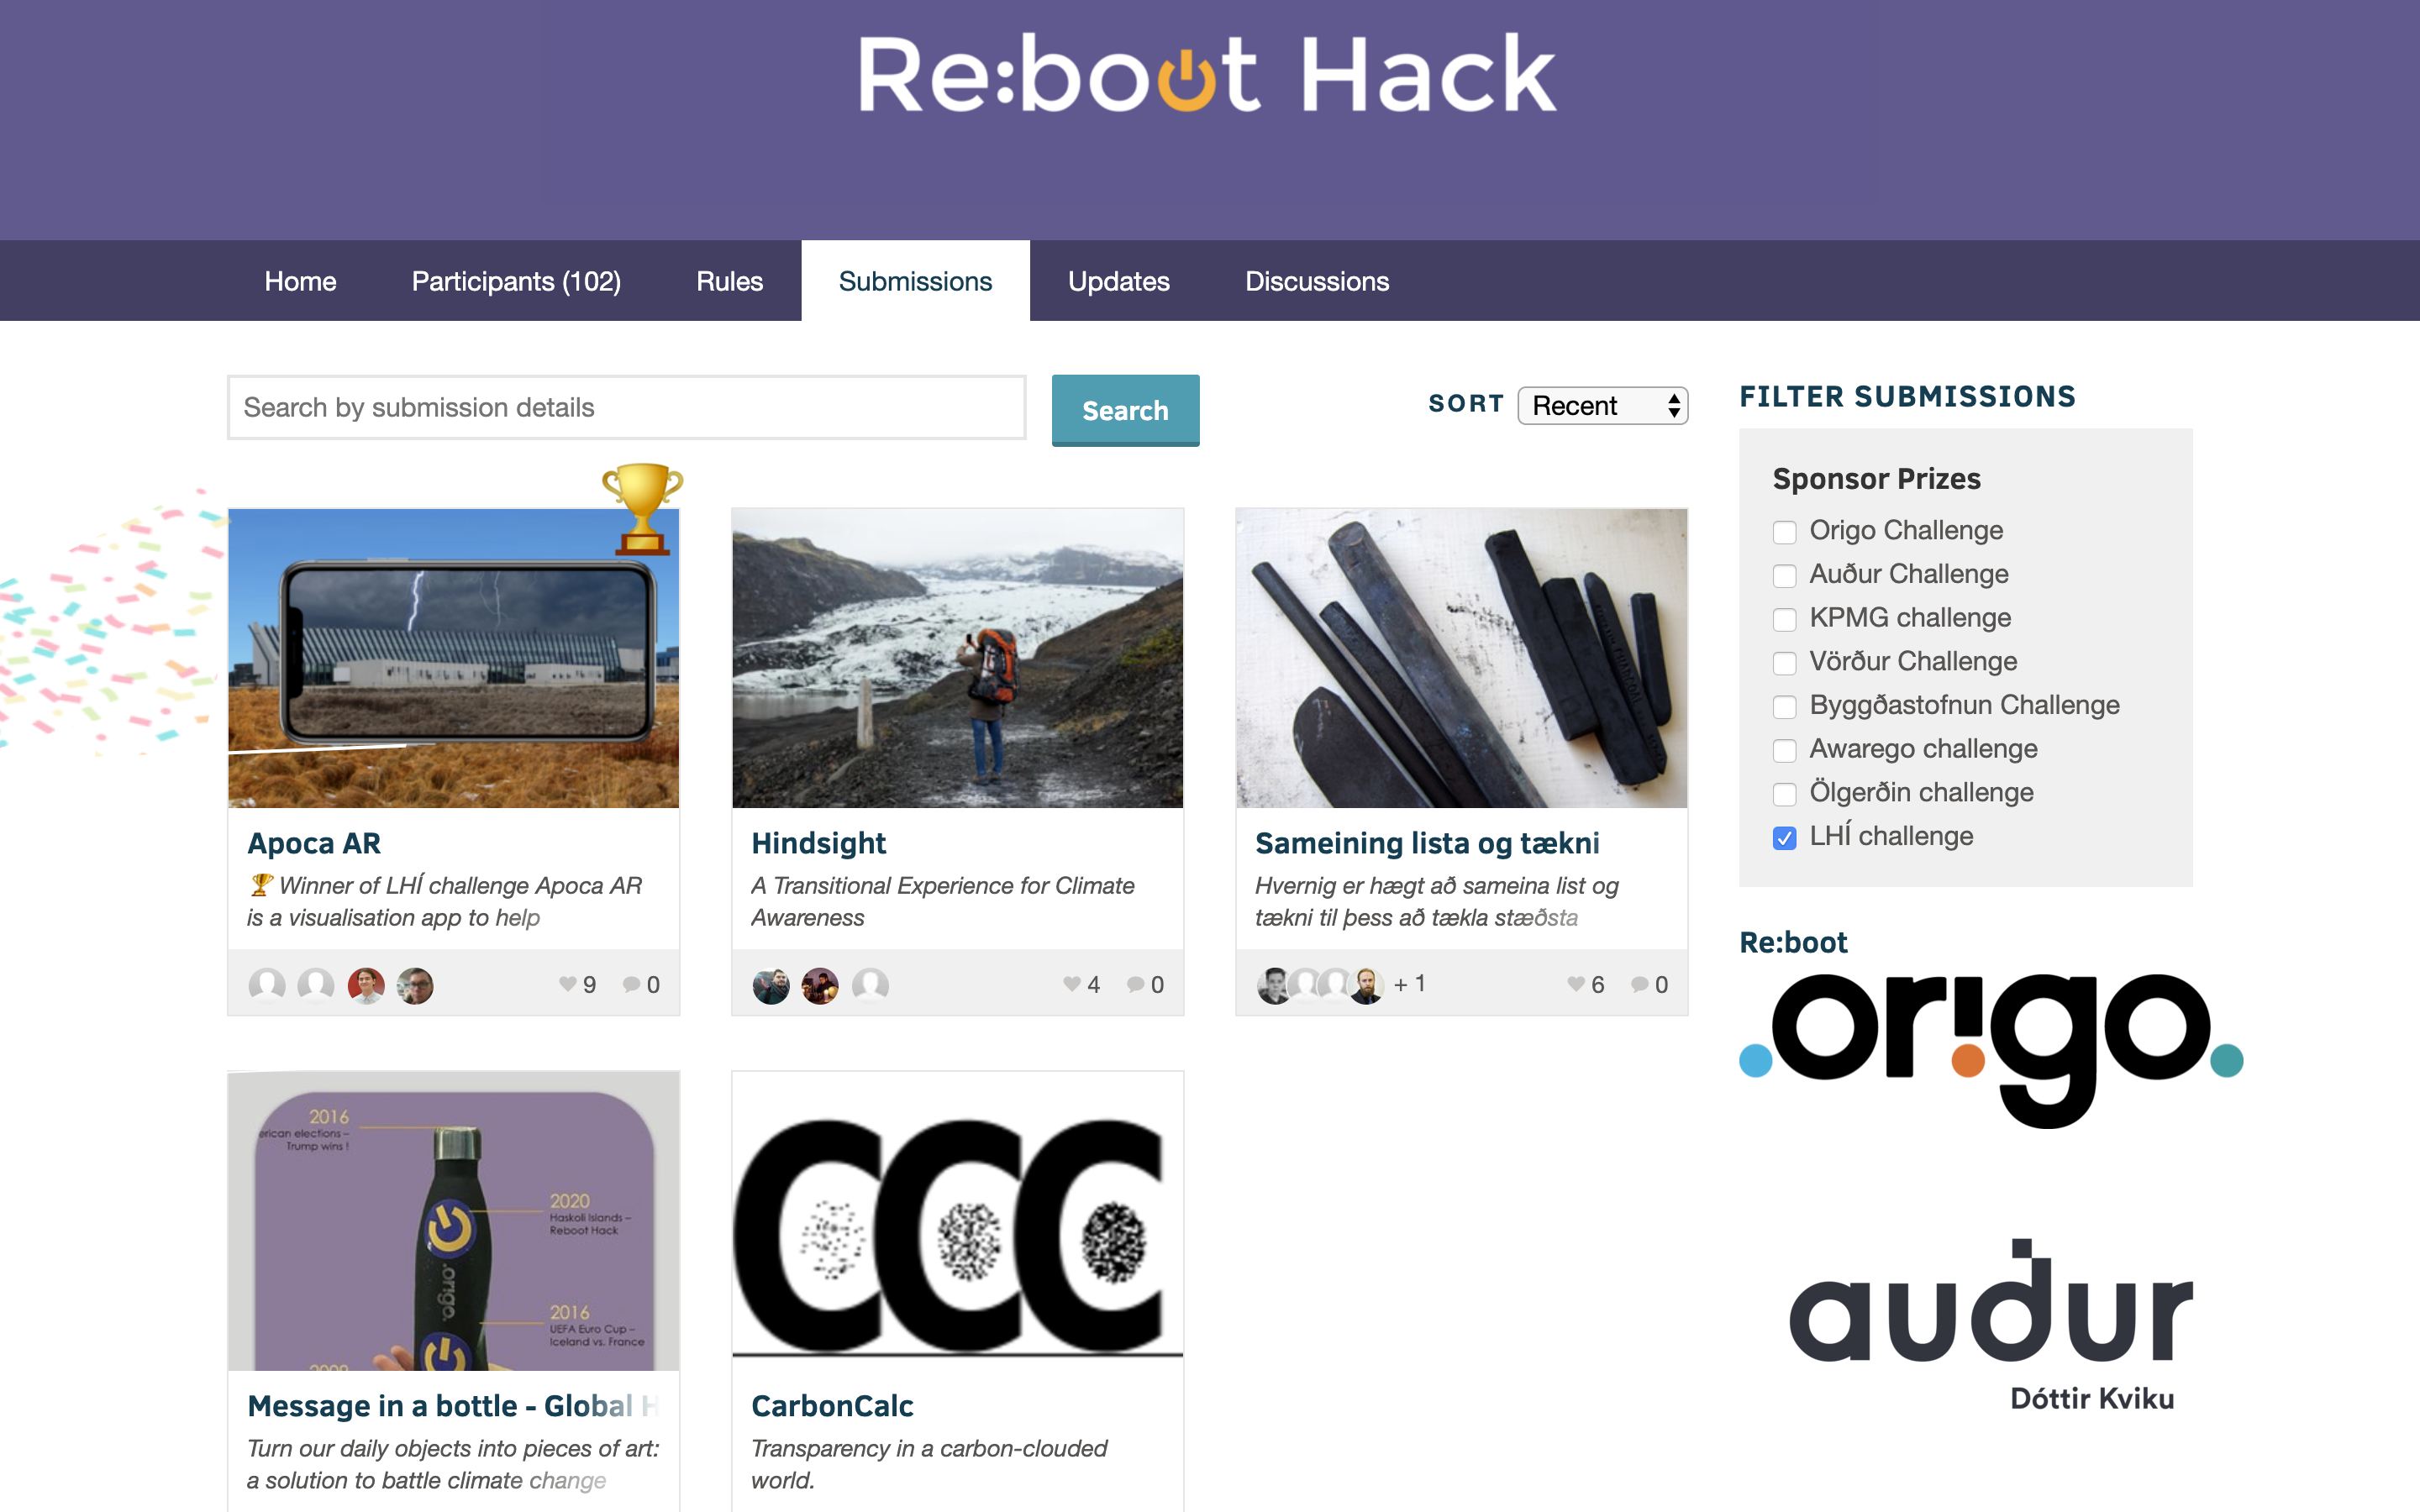 Re:boot Hack
Home
Participants (102)
Rules
Submissions
Updates
Discussions
Search by submission details
Search
SORT
Recent
FILTER SUBMISSIONS
Sponsor Prizes
Origo Challenge
Auður Challenge
KPMG challenge
Vörður Challenge
Byggðastofnun Challenge
Awarego challenge
Ölgerðin challenge
LHÍ challenge
Apoca AR
Winner of LHÍ challenge Apoca AR
is a visualisation app to help
9
0
Hindsight
A Transitional Experience for Climate
Awareness
4
0
Sameining lista og tækni
Hvernig er hægt að sameina list og
tækni til þess að tækla stæðsta
+ 1
6
0
Re:boot
.origo.
auður
Dóttir Kviku
2016
erican elections –
Trump wins !
2020
Haskoli Islands –
Reboot Hack
.origo.
2016
UEFA Euro Cup –
Iceland vs. France
Message in a bottle - Global H
Turn our daily objects into pieces of art:
a solution to battle climate change
CCC
CarbonCalc
Transparency in a carbon-clouded
world.